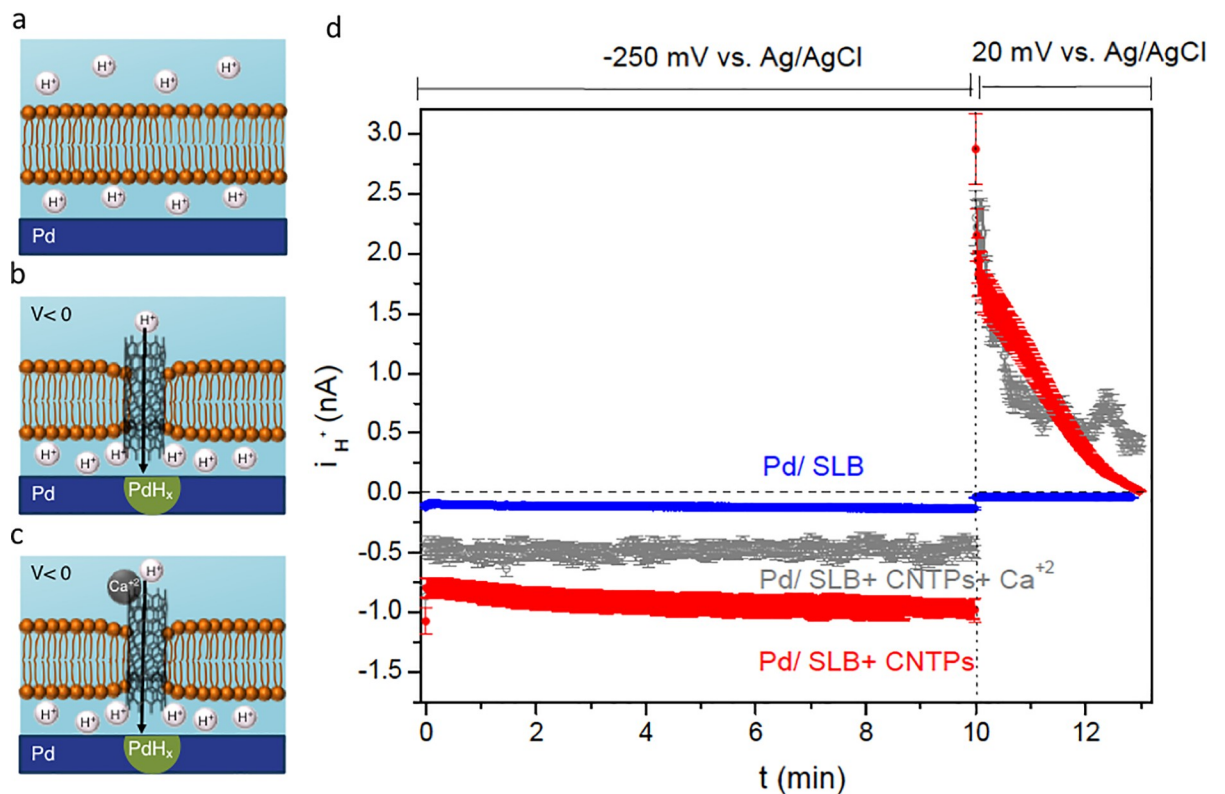 a
H+ H+ H+ H+
H+ H+ H+ H+
Pd
b
V< 0
H+
H+ H+ H+ H+ H+ H+
Pd PdHx
c
V< 0
Ca+2 H+
H+ H+ H+ H+ H+ H+
Pd PdHx
d
-250 mV vs. Ag/AgCl 20 mV vs. Ag/AgCl
3.0
2.5
2.0
1.5
1.0
0.5
0.0
-0.5
-1.0
-1.5
i H+ (nA)
Pd/ SLB
Pd/ SLB+ CNTPs+ Ca+2
Pd/ SLB+ CNTPs
0 2 4 6 8 10 12
t (min)